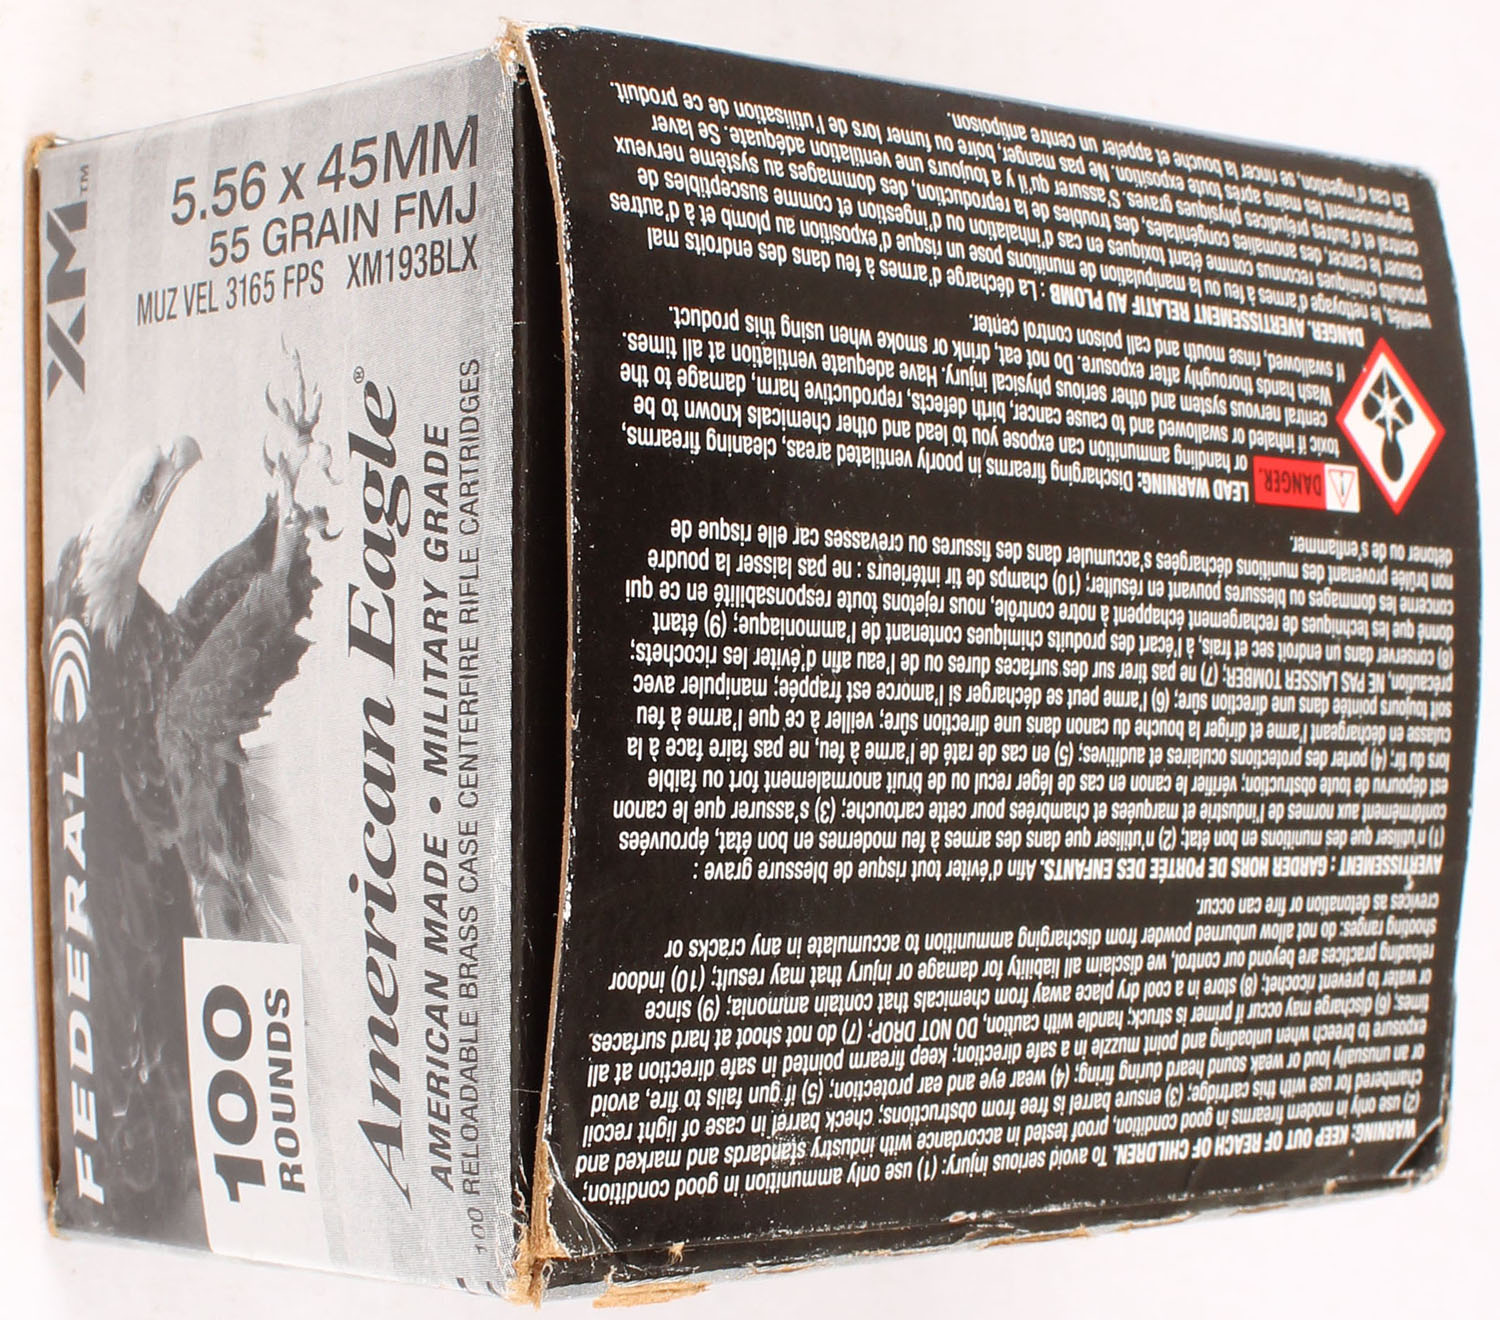 FEDERAL
XM™
100
ROUNDS
5.56 x 45MM
55 GRAIN FMJ
MUZ VEL 3165 FPS XM193BLX
American Eagle®
AMERICAN MADE • MILITARY GRADE
100 RELOADABLE BRASS CASE CENTERFIRE RIFLE CARTRIDGES
WARNING: KEEP OUT OF REACH OF CHILDREN. To avoid serious injury: (1) use only ammunition in good condition;
(2) use only in modern firearms in good condition, proof tested in accordance with industry standards and marked and
chambered for use with this cartridge; (3) ensure barrel is free from obstructions, check barrel in case of light recoil
or an unusually loud or weak sound heard during firing; (4) wear eye and ear protection; (5) if gun fails to fire, avoid
exposure to breech when unloading and point muzzle in a safe direction; keep firearm pointed in safe direction at all
times; (6) discharge may occur if primer is struck; handle with caution, DO NOT DROP; (7) do not shoot at hard surfaces
or water to prevent ricochet; (8) store in a cool dry place away from chemicals that contain ammonia; (9) since
reloading practices are beyond our control, we disclaim all liability for damage or injury that may result; (10) indoor
shooting ranges: do not allow unburned powder from discharging ammunition to accumulate in any cracks or
crevices as detonation or fire can occur.
AVERTISSEMENT : GARDER HORS DE PORTÉE DES ENFANTS. Afin d'éviter tout risque de blessure grave :
(1) n'utiliser que des munitions en bon état; (2) n'utiliser que dans des armes à feu modernes en bon état, éprouvées
conformément aux normes de l'industrie et marquées et chambrées pour cette cartouche; (3) s'assurer que le canon
est dépourvu de toute obstruction; vérifier le canon en cas de léger recul ou de bruit anormalement fort ou faible
lors du tir; (4) porter des protections oculaires et auditives; (5) en cas de raté de l'arme à feu, ne pas faire face à la
culasse en déchargeant l'arme et diriger la bouche du canon dans une direction sûre; veiller à ce que l'arme à feu
soit toujours pointée dans une direction sûre; (6) l'arme peut se décharger si l'amorce est frappée; manipuler avec
précaution, NE PAS LAISSER TOMBER; (7) ne pas tirer sur des surfaces dures ou de l'eau afin d'éviter les ricochets;
(8) conserver dans un endroit sec et frais, à l'écart des produits chimiques contenant de l'ammoniaque; (9) étant
donné que les techniques de rechargement échappent à notre contrôle, nous rejetons toute responsabilité en ce qui
concerne les dommages ou blessures pouvant en résulter; (10) champs de tir intérieurs : ne pas laisser la poudre
non brûlée provenant des munitions déchargées s'accumuler dans des fissures ou crevasses car elle risque de
détoner ou de s'enflammer.
DANGER.
LEAD WARNING: Discharging firearms in poorly ventilated areas, cleaning firearms,
or handling ammunition can expose you to lead and other chemicals known to be
toxic if inhaled or swallowed and to cause cancer, birth defects, reproductive harm, damage to the
central nervous system and other serious physical injury. Have adequate ventilation at all times.
Wash hands thoroughly after exposure. Do not eat, drink or smoke when using this product.
If swallowed, rinse mouth and call poison control center.
DANGER. AVERTISSEMENT RELATIF AU PLOMB : La décharge d'armes à feu dans des endroits mal
ventilés, le nettoyage d'armes à feu ou la manipulation de munitions pose un risque d'exposition au plomb et à d'autres
produits chimiques reconnus comme étant toxiques en cas d'inhalation ou d'ingestion et comme susceptibles de
causer le cancer, des anomalies congénitales, des troubles de la reproduction, des dommages au système nerveux
central et d'autres préjudices physiques graves. S'assurer qu'il y a toujours une ventilation adéquate. Se laver
soigneusement les mains après toute exposition. Ne pas manger, boire ou fumer lors de l'utilisation de ce produit.
En cas d'ingestion, se rincer la bouche et appeler un centre antipoison.